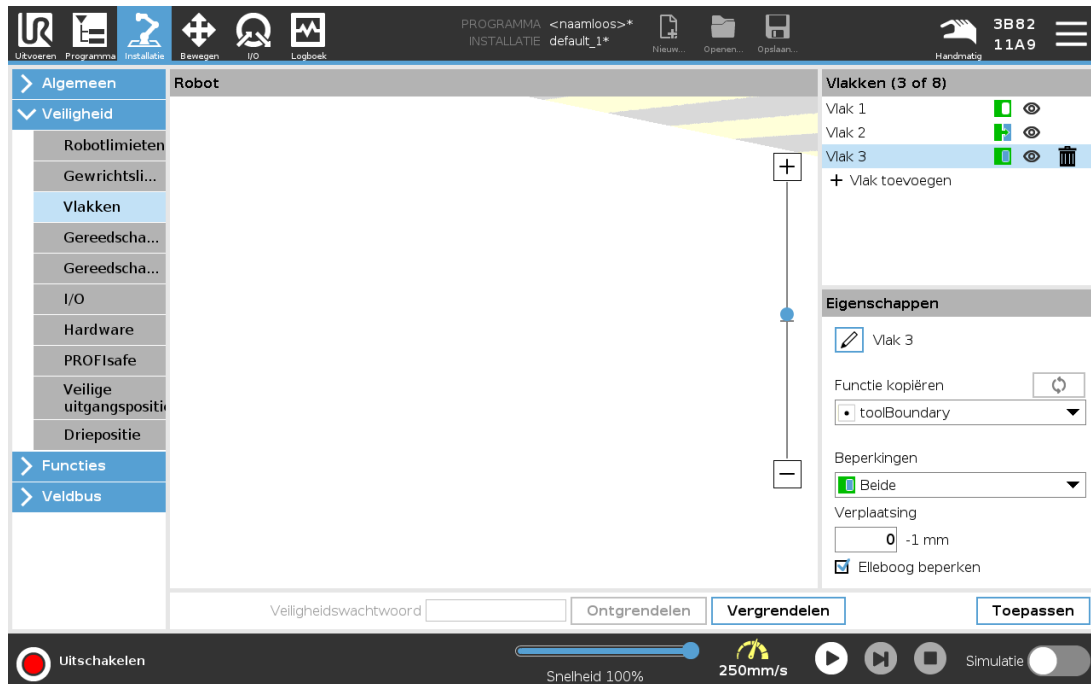 PROGRAMMA <naamloos>*
INSTALLATIE default_1*
Uitvoeren Programma Installatie Bewegen I/O Logboek
Nieuw... Openen... Opslaan...
Handmatig
3B82
11A9
Algemeen
Veiligheid
Robotlimieten
Gewrichtsli...
Vlakken
Gereedscha...
Gereedscha...
I/O
Hardware
PROFIsafe
Veilige
uitgangspositi
Driepositie
Functies
Veldbus
Robot
+
−
Vlakken (3 of 8)
Vlak 1
Vlak 2
Vlak 3
+ Vlak toevoegen
Eigenschappen
Vlak 3
Functie kopiëren
toolBoundary
Beperkingen
Beide
Verplaatsing
0 -1 mm
Elleboog beperken
Veiligheidswachtwoord Ontgrendelen Vergrendelen Toepassen
Uitschakelen
Snelheid 100%
250mm/s
Simulatie